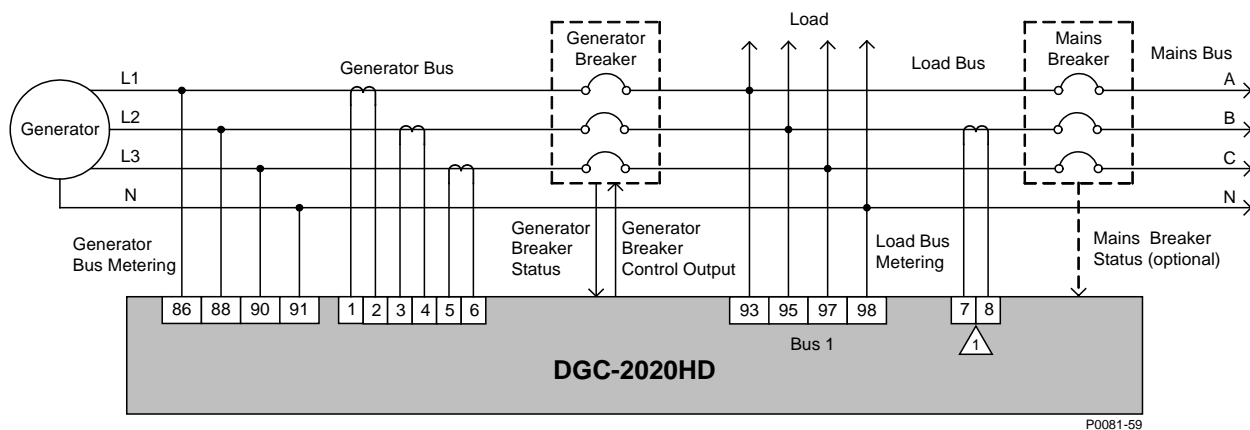 Load
Generator
Breaker
Mains
Breaker
Mains Bus
Generator Bus
Load Bus
L1
A
L2
B
Generator
L3
C
N
N
Generator
Bus Metering
Generator
Breaker
Status
Generator
Breaker
Control Output
Load Bus
Metering
Mains Breaker
Status (optional)
86 88 90 91 1 2 3 4 5 6 93 95 97 98 7 8
Bus 1
1
DGC-2020HD
P0081-59